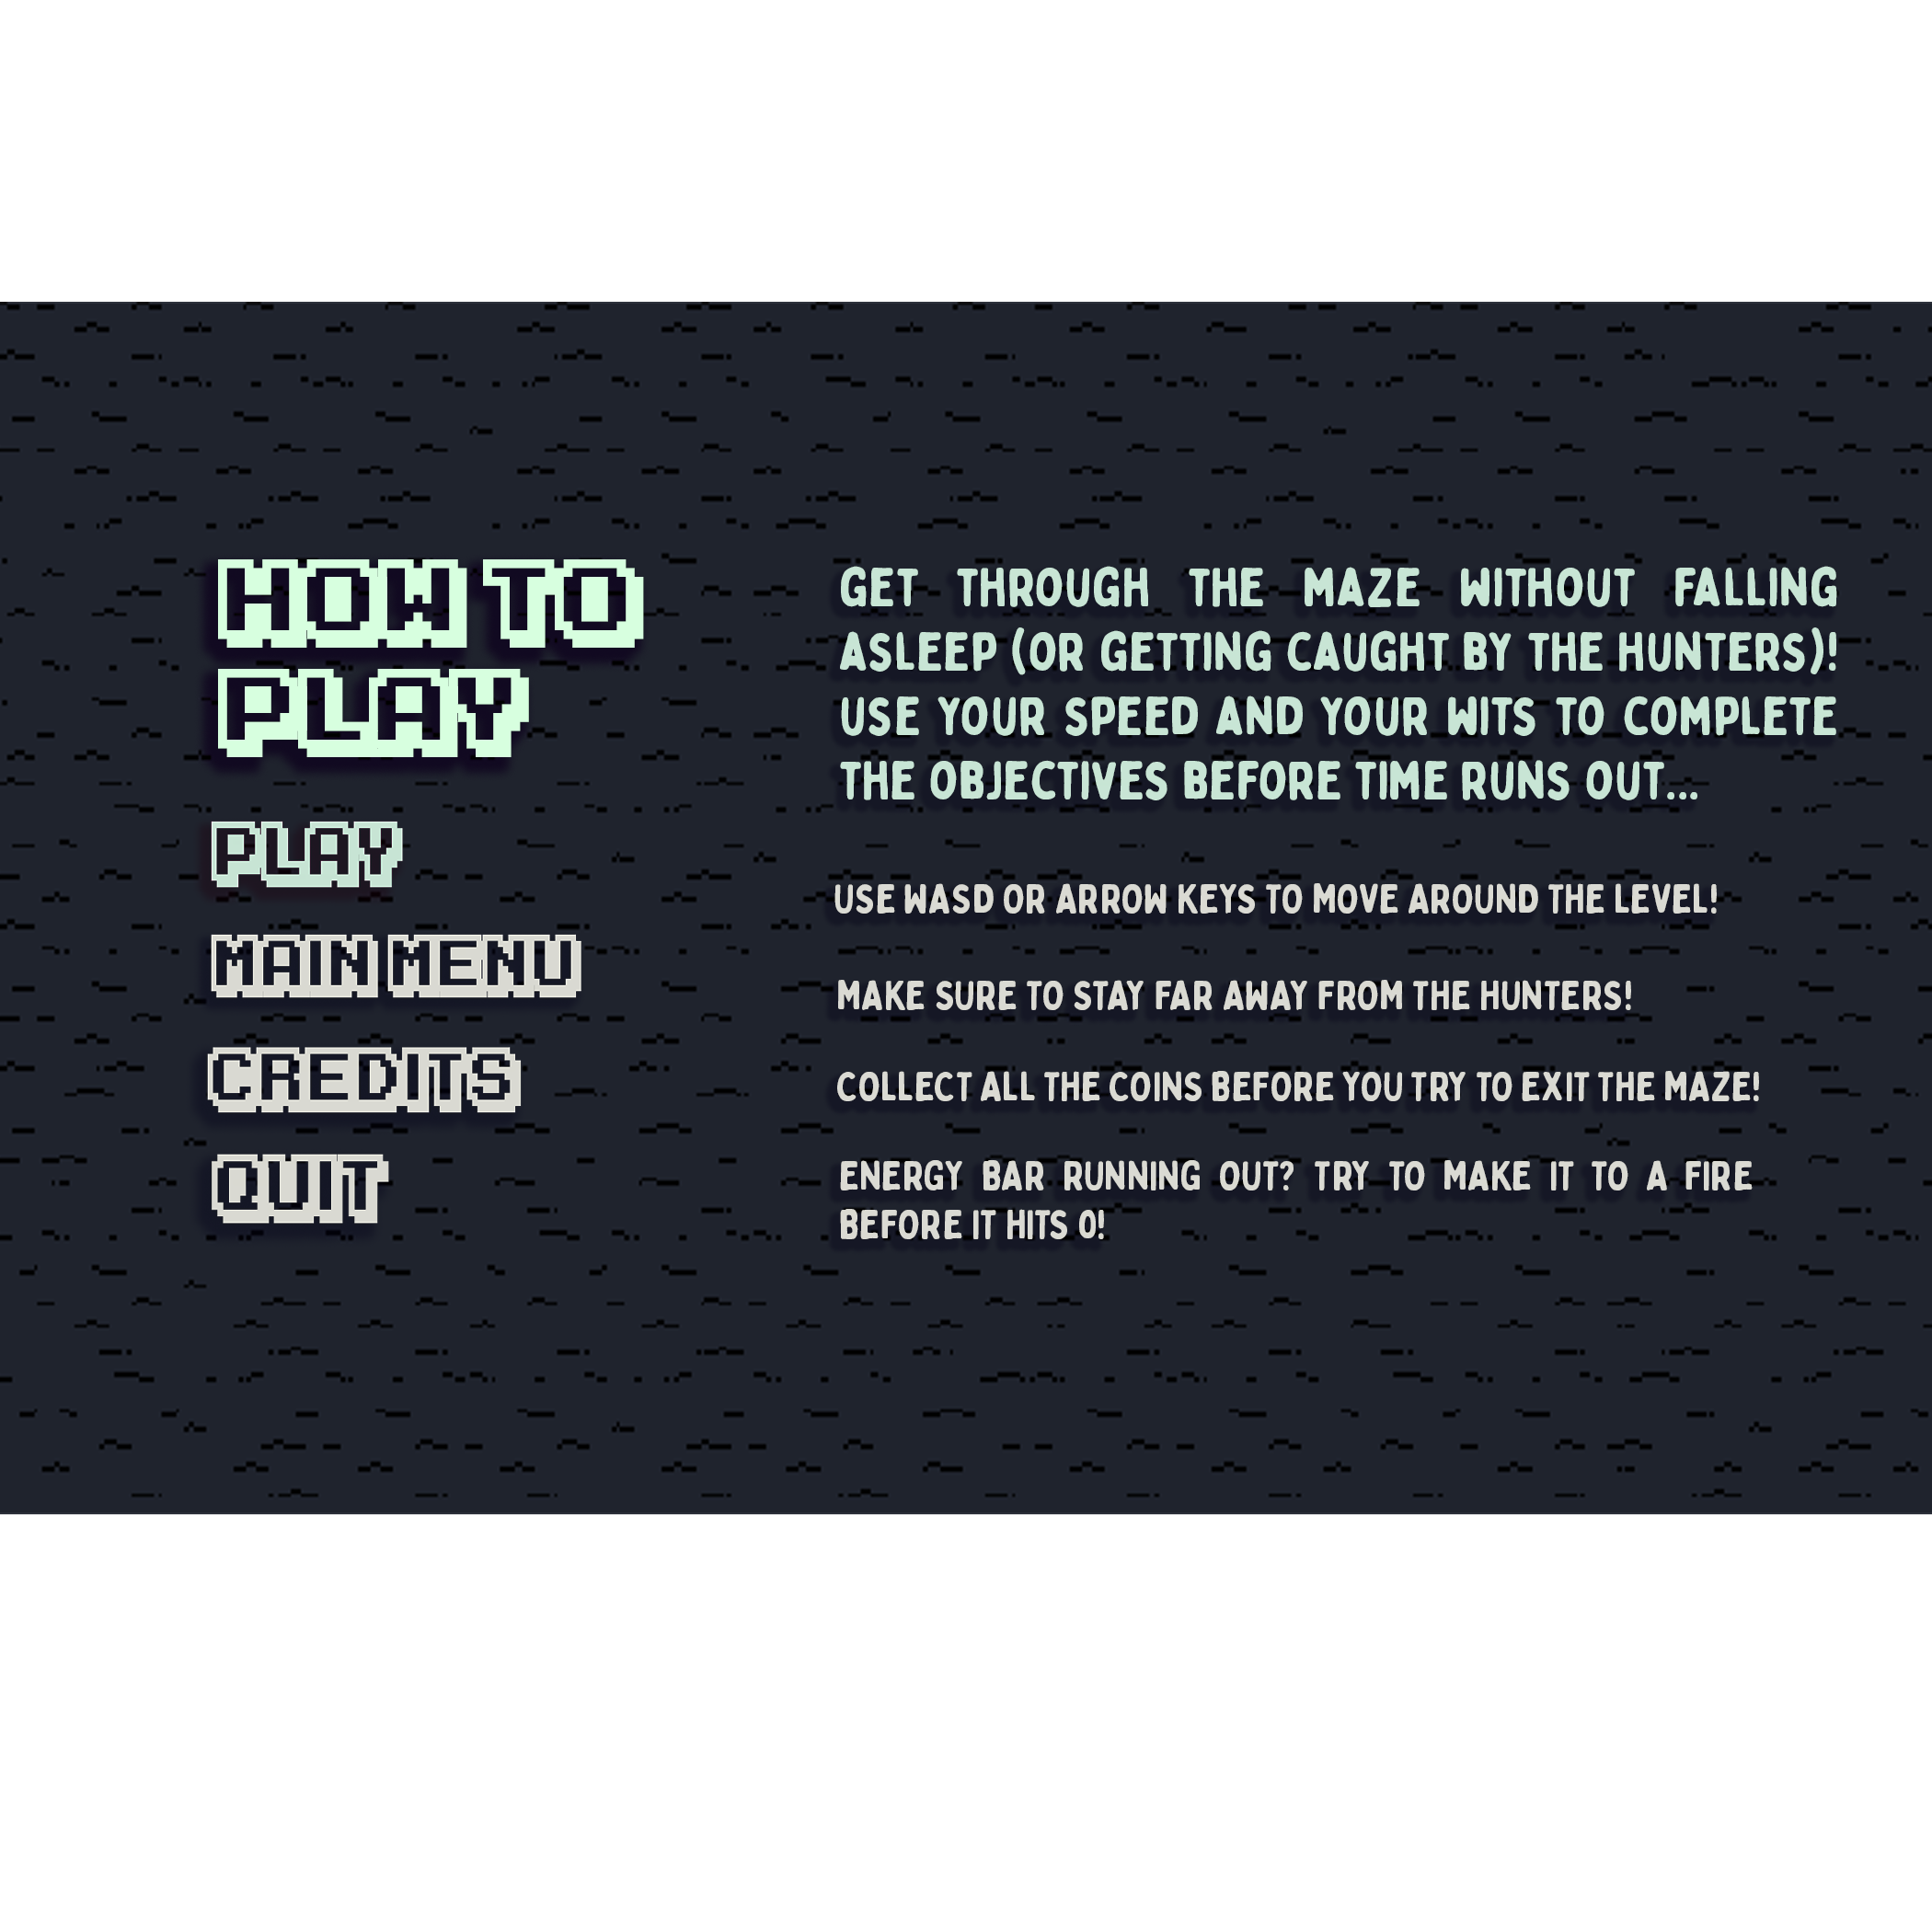 HOW TO
PLAY
PLAY
MAIN MENU
CREDITS
QUIT
GET THROUGH THE MAZE WITHOUT FALLING
ASLEEP (OR GETTING CAUGHT BY THE HUNTERS)!
USE YOUR SPEED AND YOUR WITS TO COMPLETE
THE OBJECTIVES BEFORE TIME RUNS OUT...
USE WASD OR ARROW KEYS TO MOVE AROUND THE LEVEL!
MAKE SURE TO STAY FAR AWAY FROM THE HUNTERS!
COLLECT ALL THE COINS BEFORE YOU TRY TO EXIT THE MAZE!
ENERGY BAR RUNNING OUT? TRY TO MAKE IT TO A FIRE
BEFORE IT HITS 0!